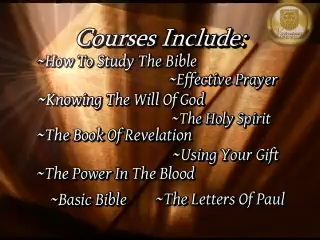 Courses Include:
~How To Study The Bible
~Effective Prayer
~Knowing The Will Of God
~The Holy Spirit
~The Book Of Revelation
~Using Your Gift
~The Power In The Blood
~Basic Bible ~The Letters Of Paul